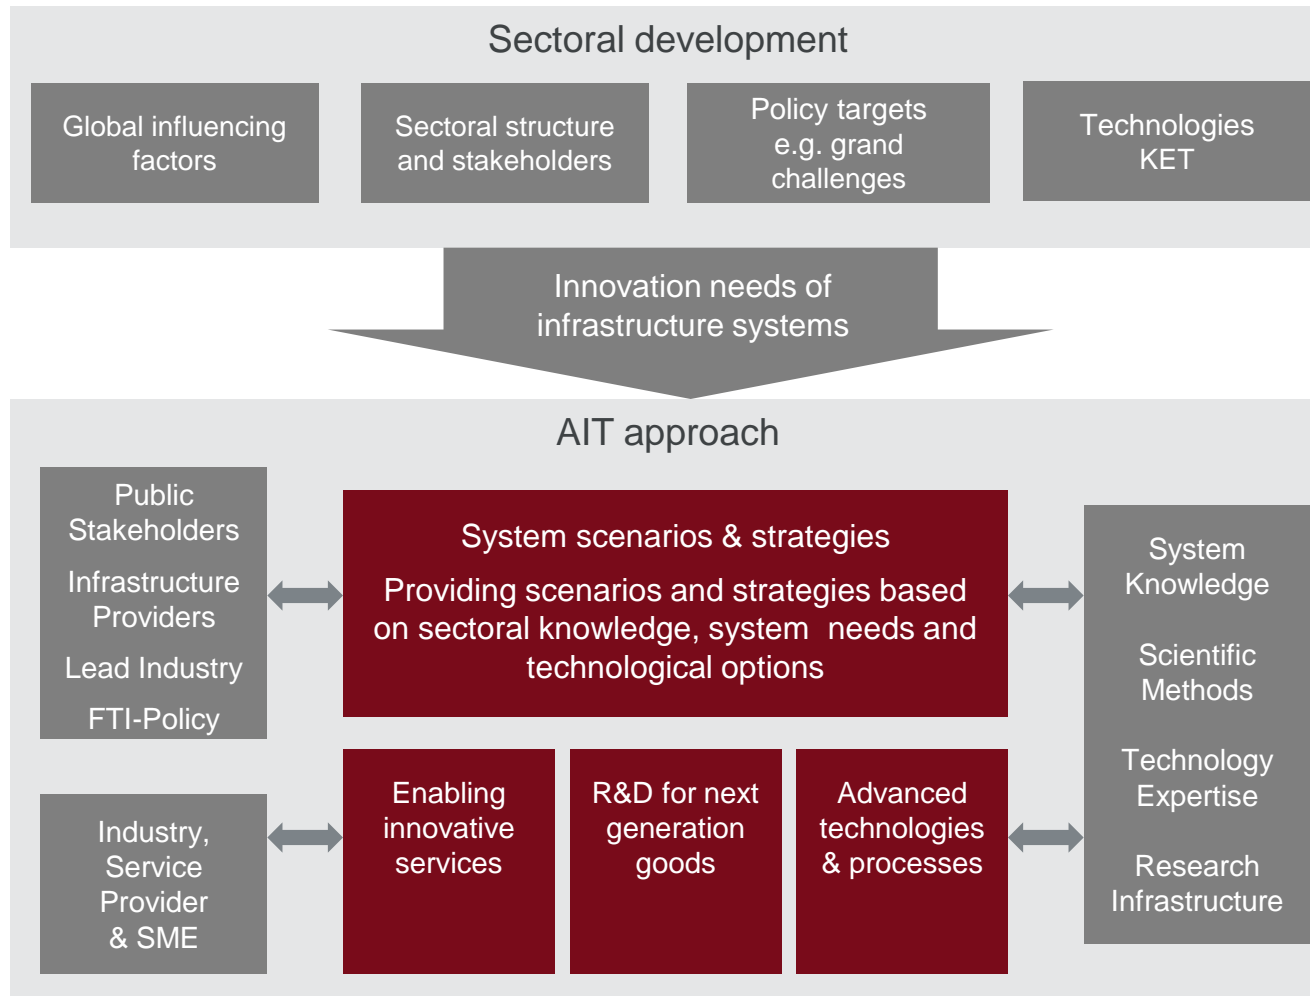 Sectoral development
Global influencing
factors
Sectoral structure
and stakeholders
Policy targets
e.g. grand
challenges
Technologies
KET
Innovation needs of
infrastructure systems
AIT approach
Public
Stakeholders
Infrastructure
Providers
Lead Industry
FTI-Policy
System scenarios & strategies
Providing scenarios and strategies based
on sectoral knowledge, system needs and
technological options
System
Knowledge
Scientific
Methods
Technology
Expertise
Research
Infrastructure
Industry,
Service
Provider
& SME
Enabling
innovative
services
R&D for next
generation
goods
Advanced
technologies
& processes